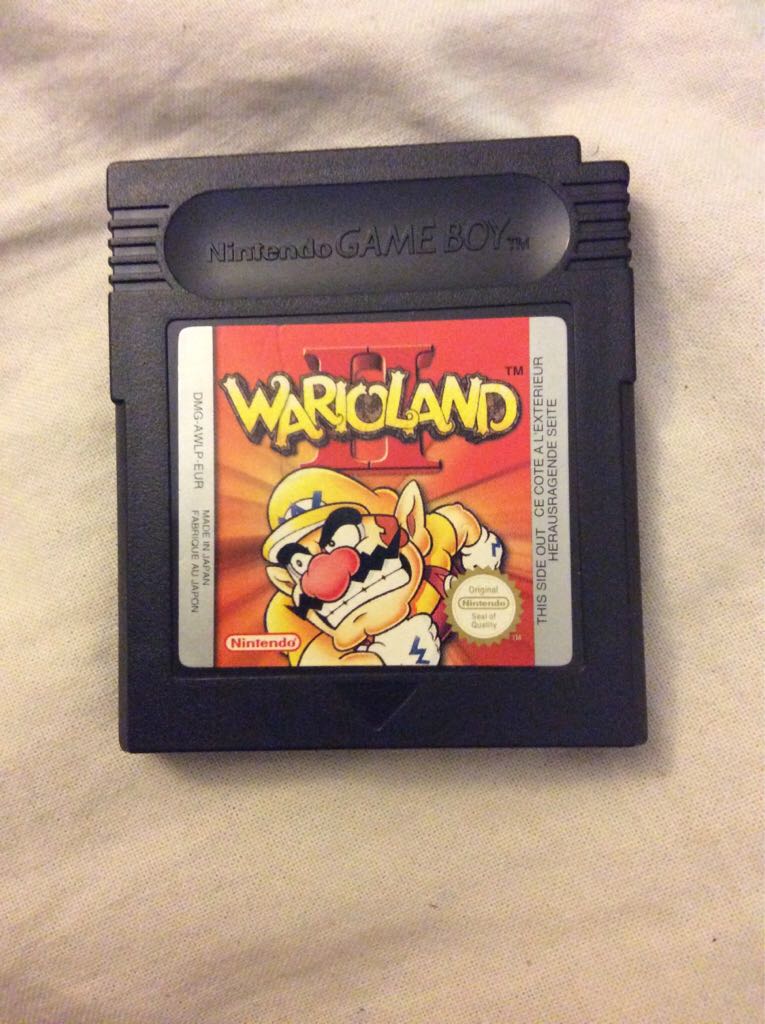 Nintendo GAME BOY™
II
WARIOLAND™
DMG-AWLP-EUR
MADE IN JAPAN
FABRIQUE AU JAPON
THIS SIDE OUT CE COTE A L'EXTERIEUR
HERAUSRAGENDE SEITE
W
Nintendo
Original
Nintendo
Seal of
Quality
TM